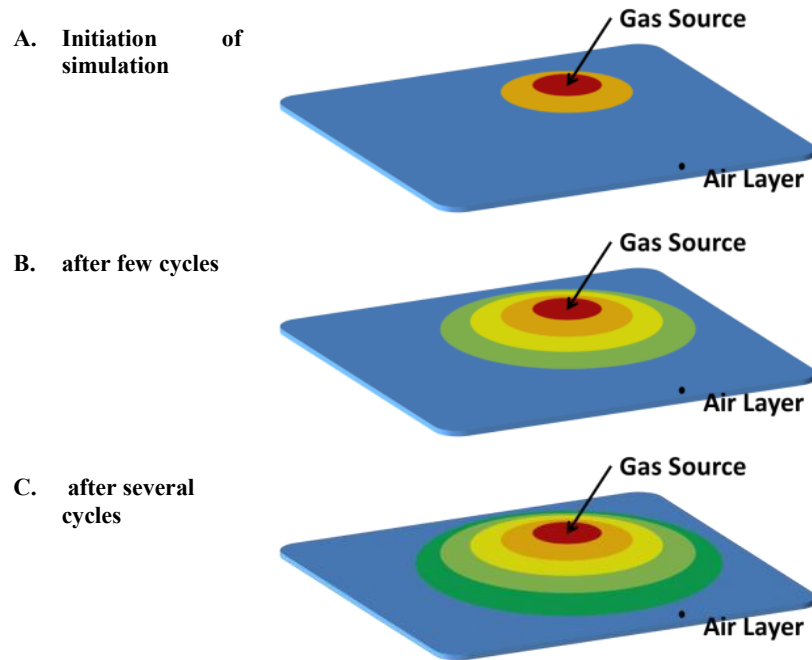 Gas Source
A. Initiation of
simulation
Air Layer
Gas Source
B. after few cycles
Air Layer
Gas Source
C. after several
cycles
Air Layer